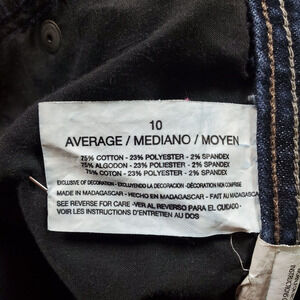 10
AVERAGE / MEDIANO / MOYEN
75% COTTON - 23% POLYESTER - 2% SPANDEX
75% ALGODON - 23% POLIESTER - 2% SPANDEX
75% COTON - 23% POLYESTER - 2% SPANDEX
EXCLUSIVE OF DECORATION - EXCLUYENDO LA DECORACION - DÉCORATION NON COMPRISE
MADE IN MADAGASCAR - HECHO EN MADAGASCAR - FAIT AU MADAGASCAR
SEE REVERSE FOR CARE - VER AL REVERSO PARA EL CUIDADO -
VOIR LES INSTRUCTIONS D'ENTRETIEN AU DOS